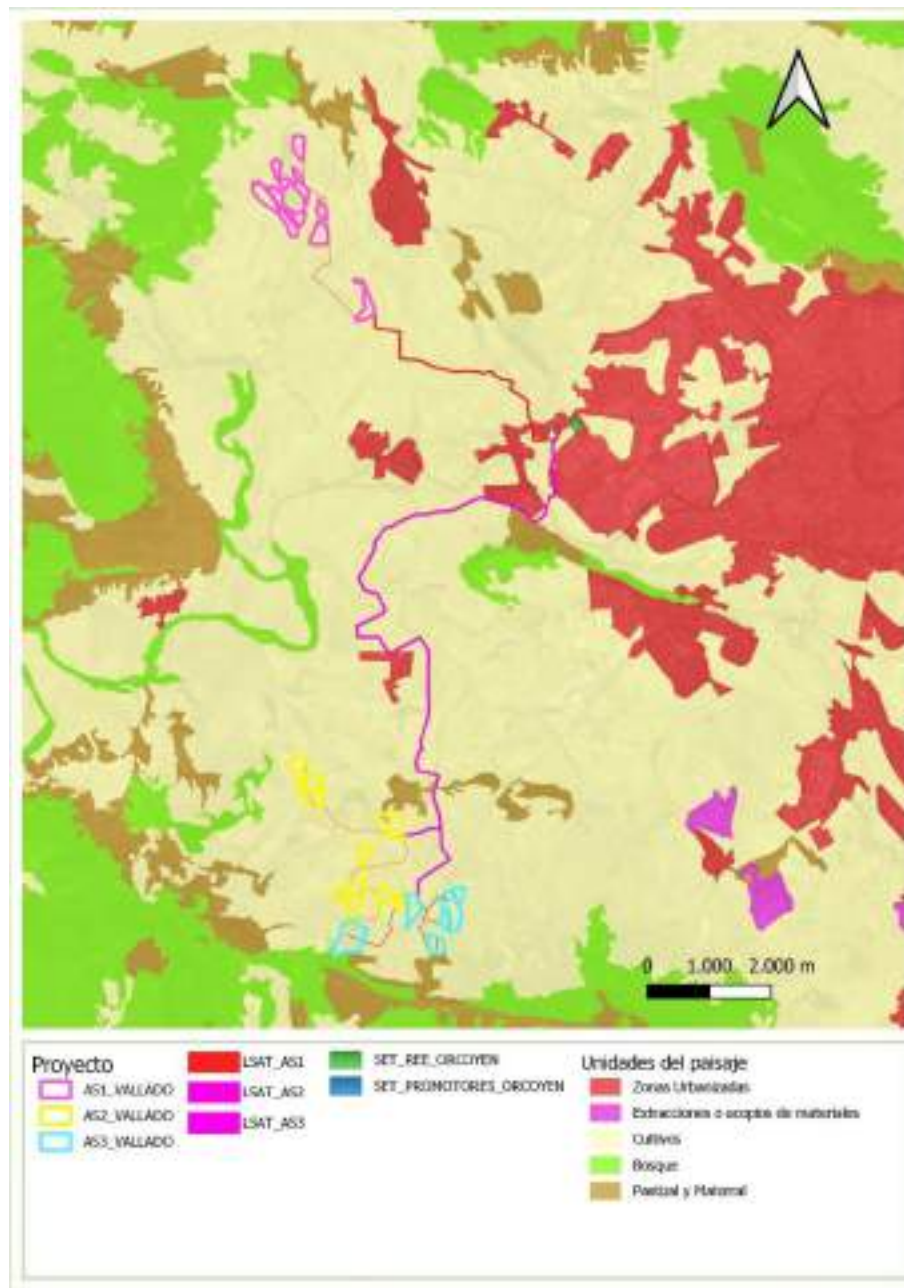 0 1.000 2.000 m
Proyecto
AS1_VALLADO
AS2_VALLADO
AS3_VALLADO
LSAT_AS1
LSAT_AS2
LSAT_AS3
SET_REE_ORCOYEN
SET_PROMOTORES_ORCOYEN
Unidades del paisaje
Zonas Urbanizadas
Extracciones o acopios de materiales
Cultivos
Bosque
Pastizal y Matorral